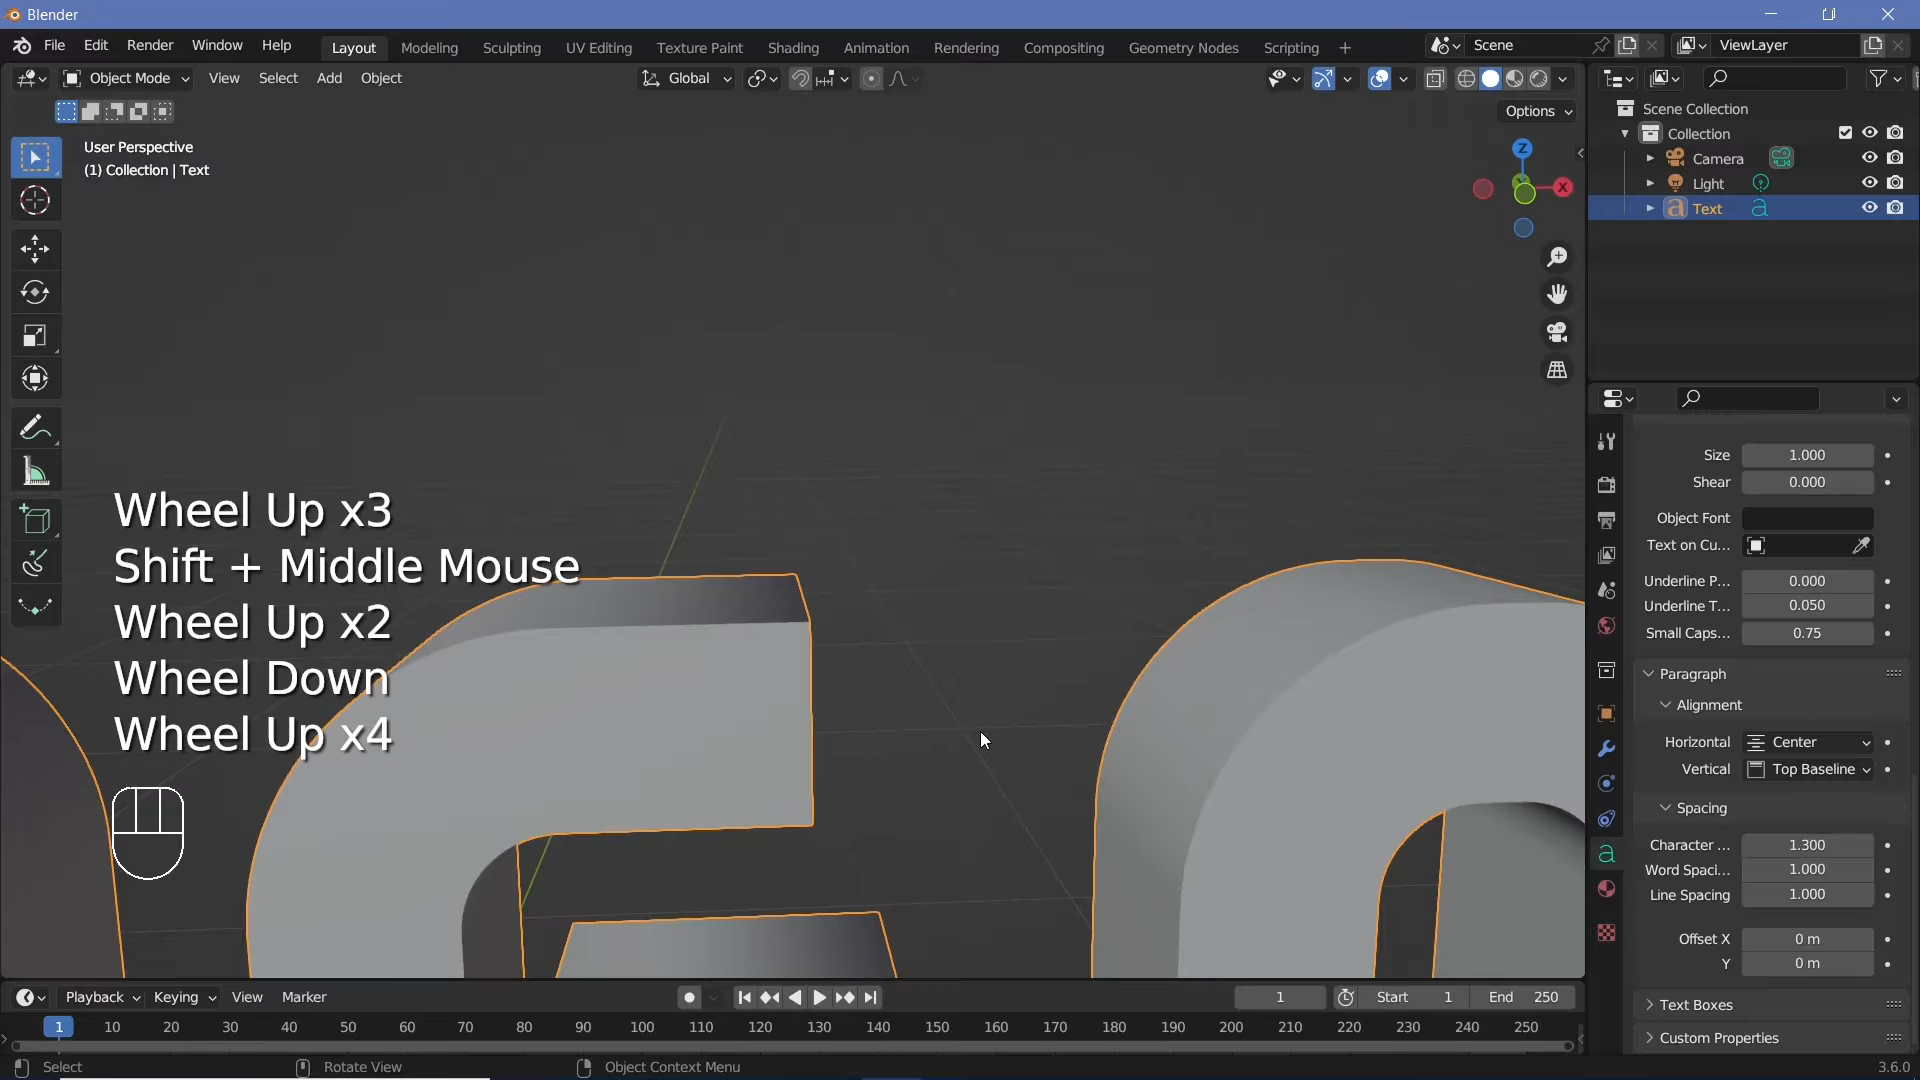 Blender
File Edit Render Window Help
Layout Modeling Sculpting UV Editing Texture Paint Shading Animation Rendering Compositing Geometry Nodes Scripting +
Scene
ViewLayer
Object Mode View Select Add Object
Global
Options
User Perspective
(1) Collection | Text
Z
X
Scene Collection
Collection
Camera
Light
Text
Wheel Up x3
Shift + Middle Mouse
Wheel Up x2
Wheel Down
Wheel Up x4
Size 1.000
Shear 0.000
Object Font
Text on Cu...
Underline P... 0.000
Underline T... 0.050
Small Caps... 0.75
Paragraph
Alignment
Horizontal Center
Vertical Top Baseline
Spacing
Character ... 1.300
Word Spaci... 1.000
Line Spacing 1.000
Offset X 0 m
Y 0 m
Text Boxes
Custom Properties
Playback Keying View Marker
1 Start 1 End 250
1 10 20 30 40 50 60 70 80 90 100 110 120 130 140 150 160 170 180 190 200 210 220 230 240 250
Select Rotate View Object Context Menu 3.6.0